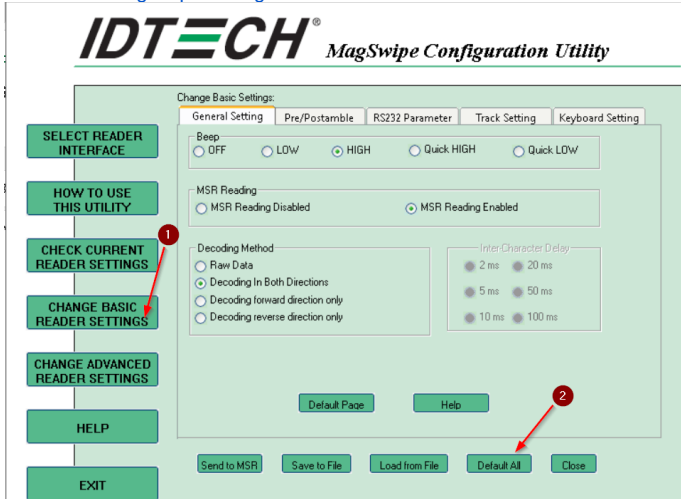 IDTECH®
MagSwipe Configuration Utility
Change Basic Settings:
General Setting Pre/Postamble RS232 Parameter Track Setting Keyboard Setting
SELECT READER
INTERFACE
HOW TO USE
THIS UTILITY
CHECK CURRENT
READER SETTINGS
CHANGE BASIC
READER SETTINGS
CHANGE ADVANCED
READER SETTINGS
HELP
EXIT
Beep
OFF LOW HIGH Quick HIGH Quick LOW
MSR Reading
MSR Reading Disabled MSR Reading Enabled
1
Decoding Method
Raw Data
Decoding In Both Directions
Decoding forward direction only
Decoding reverse direction only
Inter-Character Delay
2 ms 20 ms
5 ms 50 ms
10 ms 100 ms
Default Page Help
2
Send to MSR Save to File Load from File Default All Close